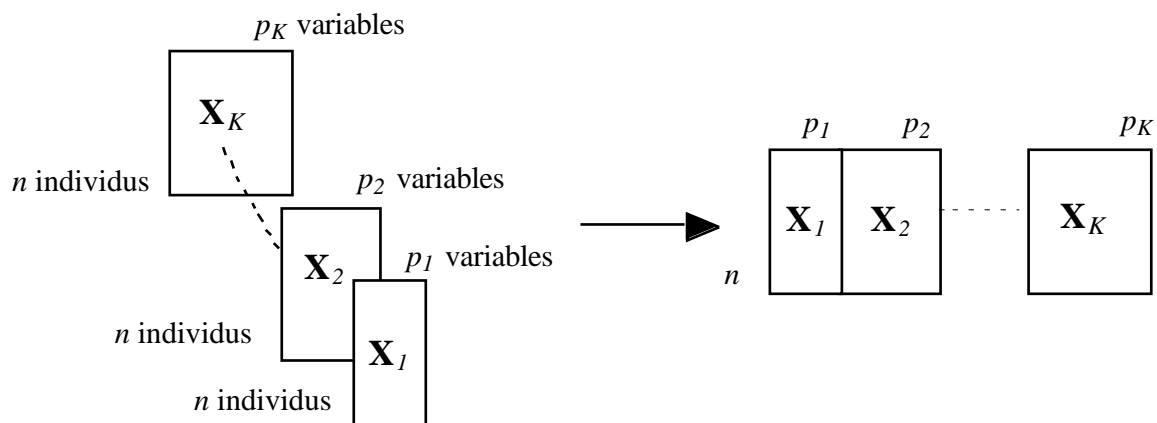 p_K variables
X_K
n individus
p_2 variables
X_2
p_1 variables
n individus
X_1
n individus
p_1 p_2 p_K
X_1 X_2 X_K
n